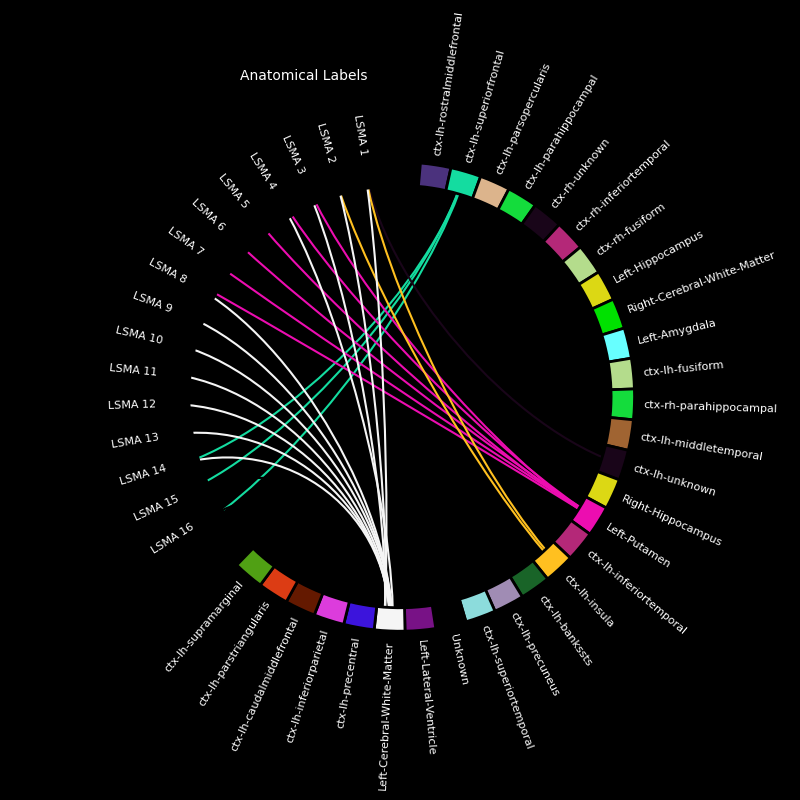 Anatomical Labels
LSMA 1
LSMA 2
LSMA 3
LSMA 4
LSMA 5
LSMA 6
LSMA 7
LSMA 8
LSMA 9
LSMA 10
LSMA 11
LSMA 12
LSMA 13
LSMA 14
LSMA 15
LSMA 16
ctx-lh-supramarginal
ctx-lh-parstriangularis
ctx-lh-caudalmiddlefrontal
ctx-lh-inferiorparietal
ctx-lh-precentral
Left-Cerebral-White-Matter
Left-Lateral-Ventricle
Unknown
ctx-lh-superiortemporal
ctx-lh-precuneus
ctx-lh-bankssts
ctx-lh-insula
ctx-lh-inferiortemporal
Left-Putamen
Right-Hippocampus
ctx-lh-unknown
ctx-lh-middletemporal
ctx-rh-parahippocampal
ctx-lh-fusiform
Left-Amygdala
Right-Cerebral-White-Matter
Left-Hippocampus
ctx-rh-fusiform
ctx-rh-inferiortemporal
ctx-rh-unknown
ctx-lh-parahippocampal
ctx-lh-parsopercularis
ctx-lh-superiorfrontal
ctx-lh-rostralmiddlefrontal